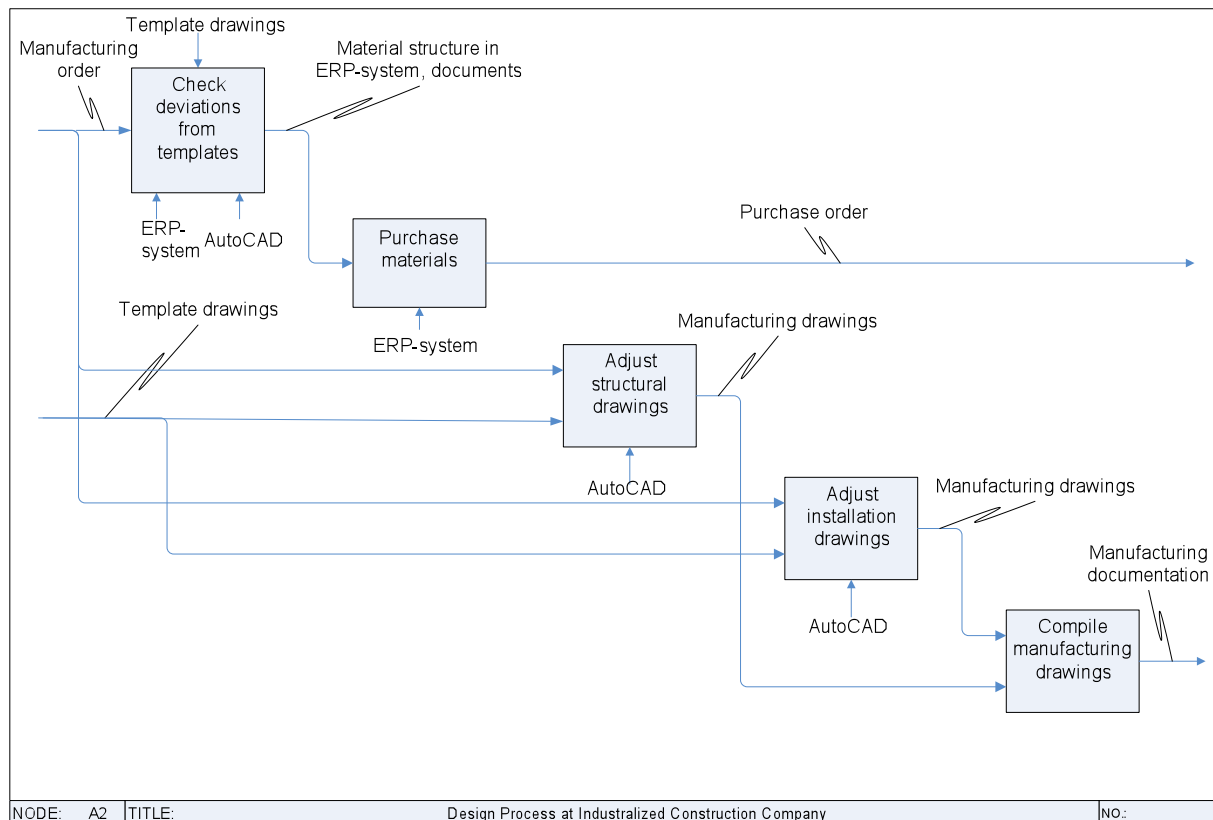 Template drawings
Manufacturing
order
Material structure in
ERP-system, documents
Check
deviations
from
templates
ERP-
system
AutoCAD
Purchase
materials
Purchase order
ERP-system
Template drawings
Manufacturing drawings
Adjust
structural
drawings
AutoCAD
Adjust
installation
drawings
Manufacturing drawings
AutoCAD
Manufacturing
documentation
Compile
manufacturing
drawings
NODE: A2 TITLE: Design Process at Industralized Construction Company NO.: